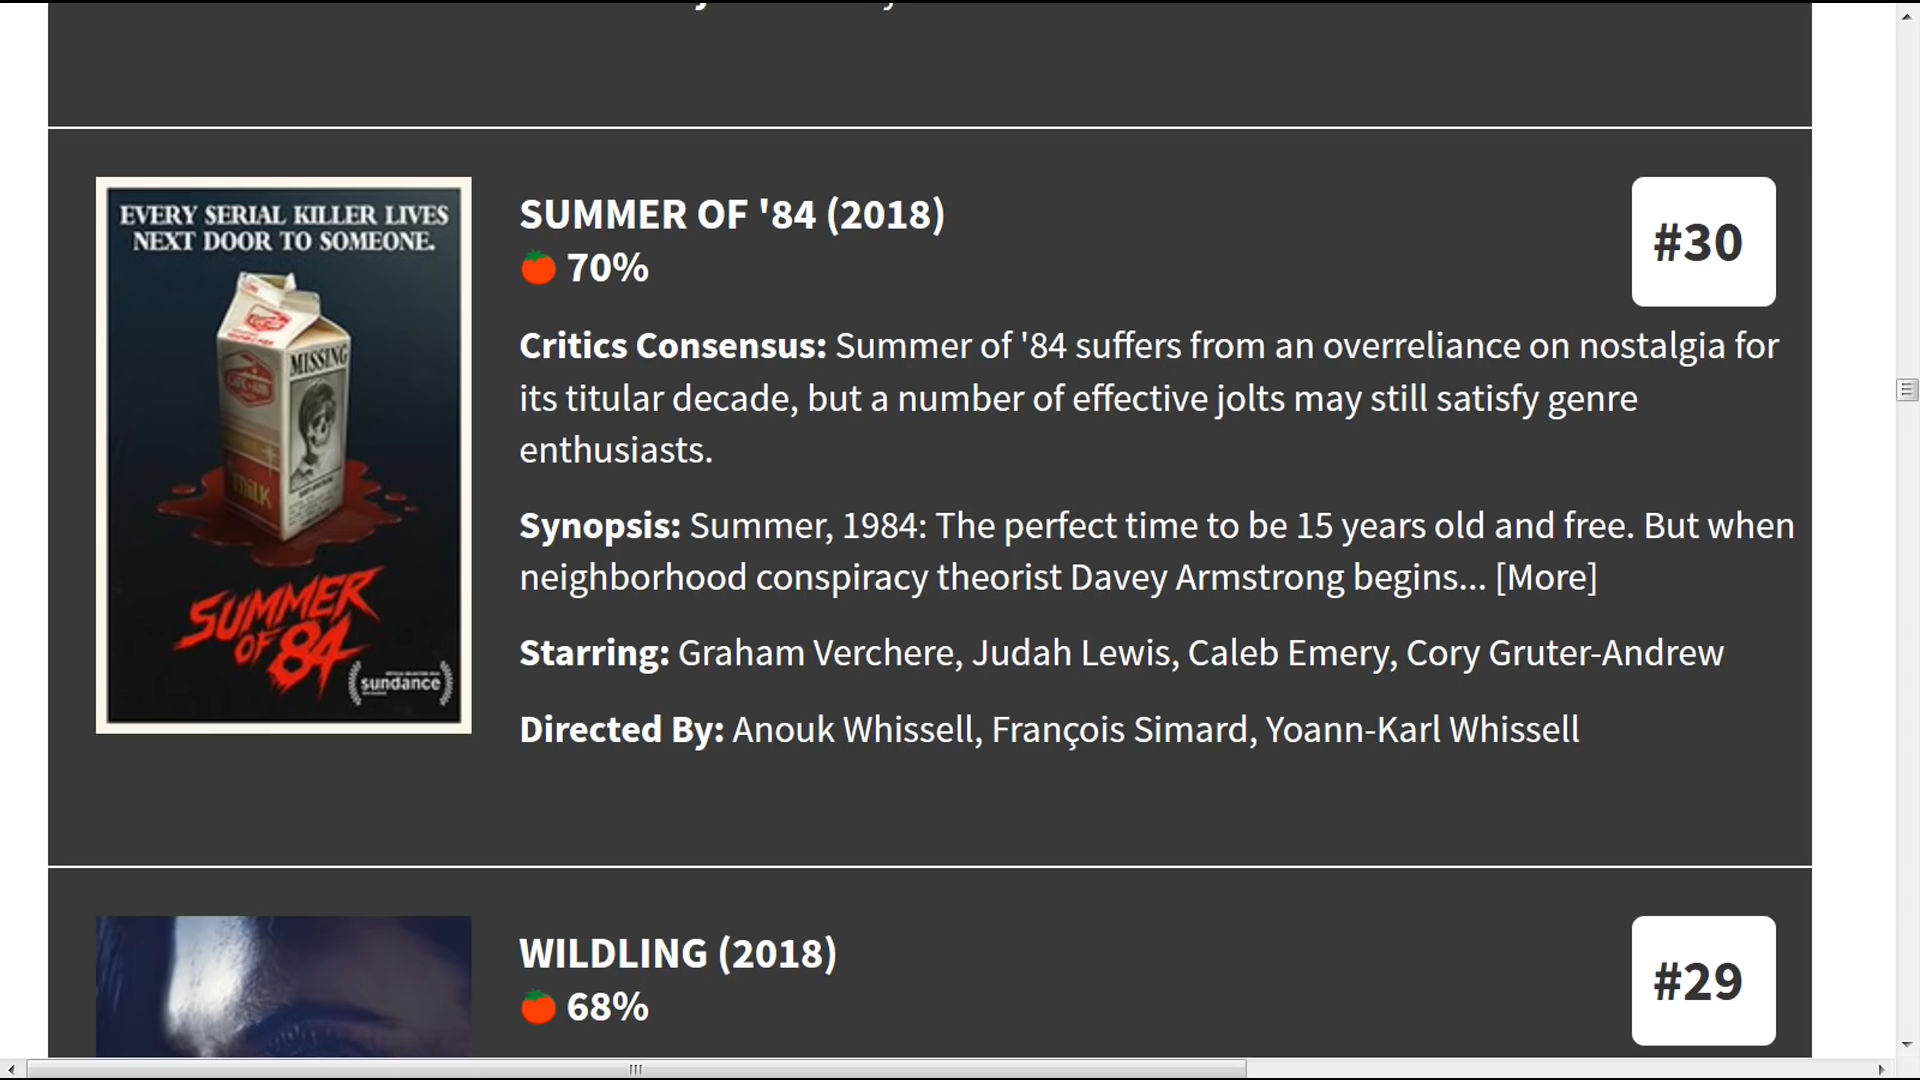 EVERY SERIAL KILLER LIVES
NEXT DOOR TO SOMEONE.
MISSING
MILK
SUMMER
OF 84
sundance
SUMMER OF '84 (2018)
70%
#30
Critics Consensus: Summer of '84 suffers from an overreliance on nostalgia for
its titular decade, but a number of effective jolts may still satisfy genre
enthusiasts.
Synopsis: Summer, 1984: The perfect time to be 15 years old and free. But when
neighborhood conspiracy theorist Davey Armstrong begins... [More]
Starring: Graham Verchere, Judah Lewis, Caleb Emery, Cory Gruter-Andrew
Directed By: Anouk Whissell, François Simard, Yoann-Karl Whissell
WILDLING (2018)
68%
#29